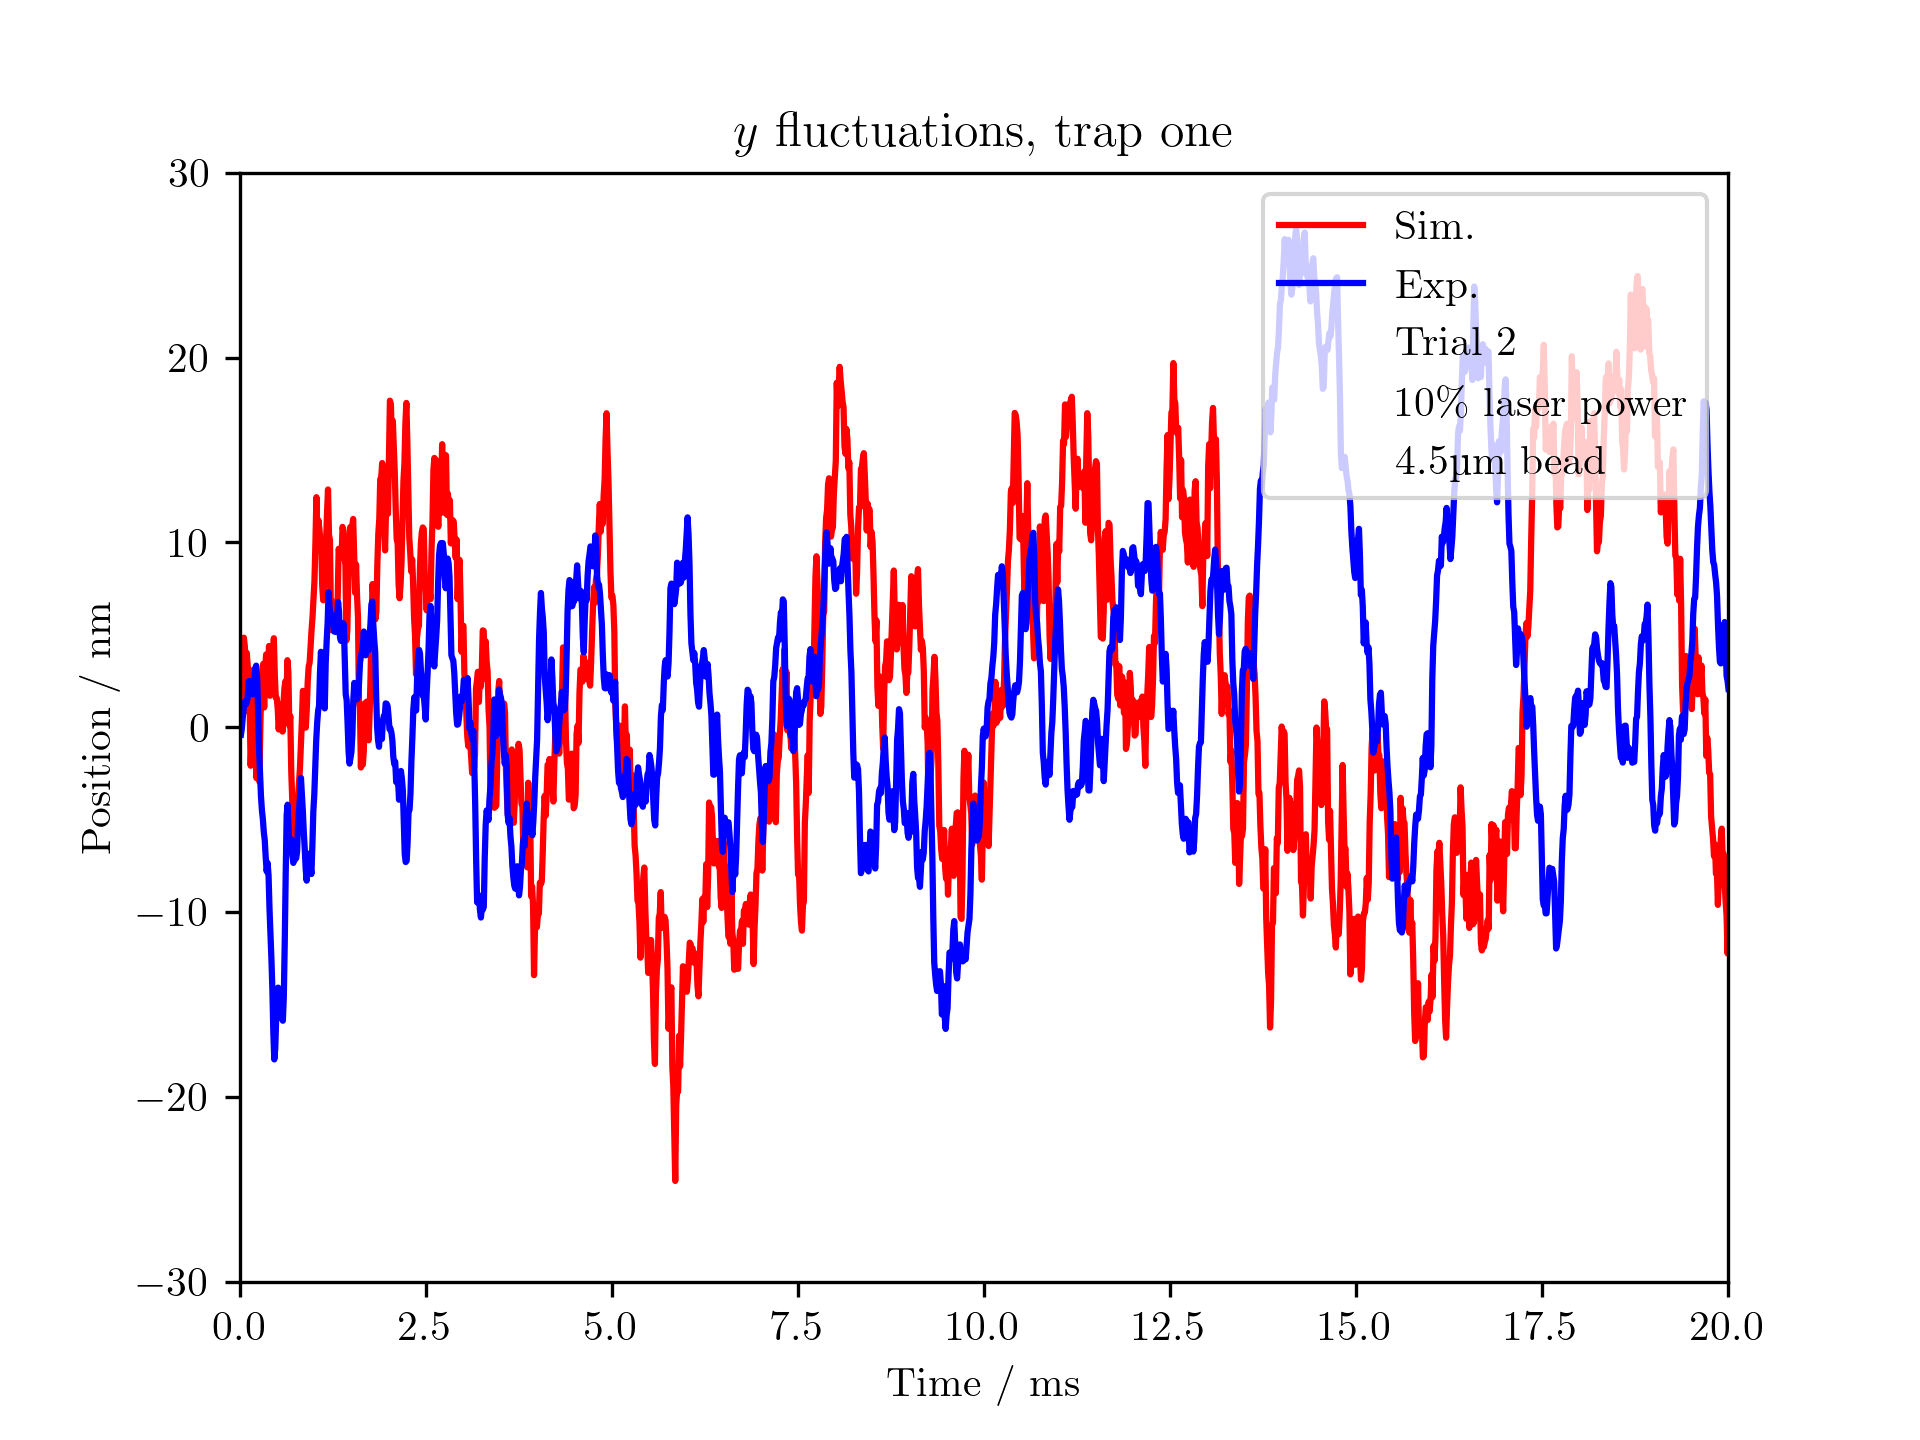 y fluctuations, trap one
30
20
10
0
−10
−20
−30
Position / nm
Sim.
Exp.
Trial 2
10% laser power
4.5µm bead
0.0 2.5 5.0 7.5 10.0 12.5 15.0 17.5 20.0
Time / ms